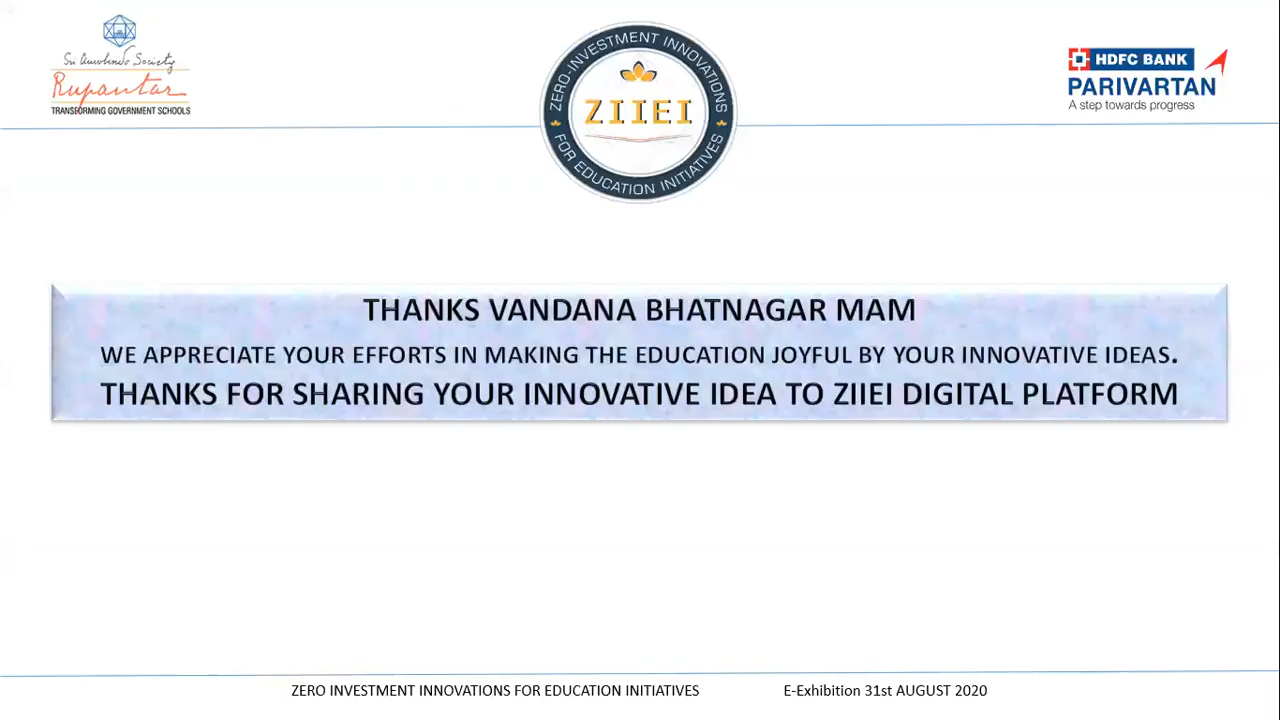 Sri Aurobindo Society
Rupantar
TRANSFORMING GOVERNMENT SCHOOLS
ZERO-INVESTMENT INNOVATIONS
ZIIEI
FOR EDUCATION INITIATIVES
HDFC BANK
PARIVARTAN
A step towards progress
THANKS VANDANA BHATNAGAR MAM
WE APPRECIATE YOUR EFFORTS IN MAKING THE EDUCATION JOYFUL BY YOUR INNOVATIVE IDEAS.
THANKS FOR SHARING YOUR INNOVATIVE IDEA TO ZIIEI DIGITAL PLATFORM
ZERO INVESTMENT INNOVATIONS FOR EDUCATION INITIATIVES
E-Exhibition 31st AUGUST 2020